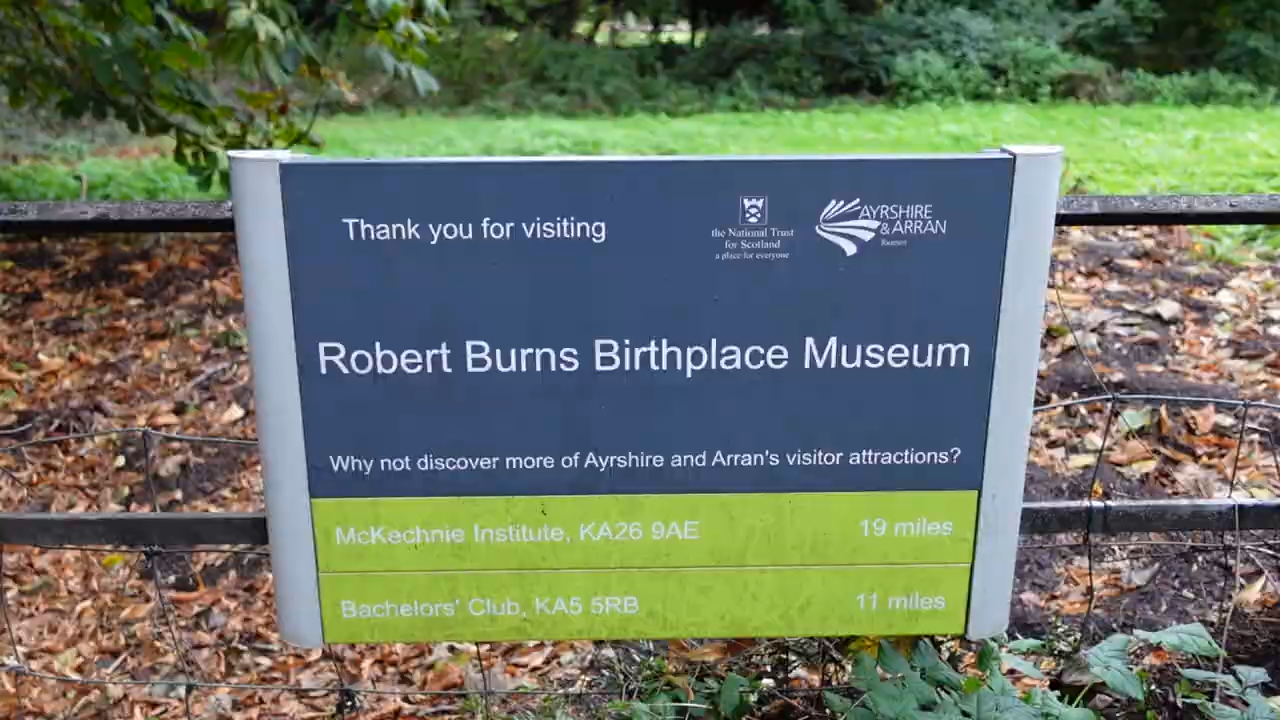 Thank you for visiting
the National Trust
for Scotland
a place for everyone
AYRSHIRE
& ARRAN
Robert Burns Birthplace Museum
Why not discover more of Ayrshire and Arran's visitor attractions?
McKechnie Institute, KA26 9AE 19 miles
Bachelors' Club, KA5 5RB 11 miles